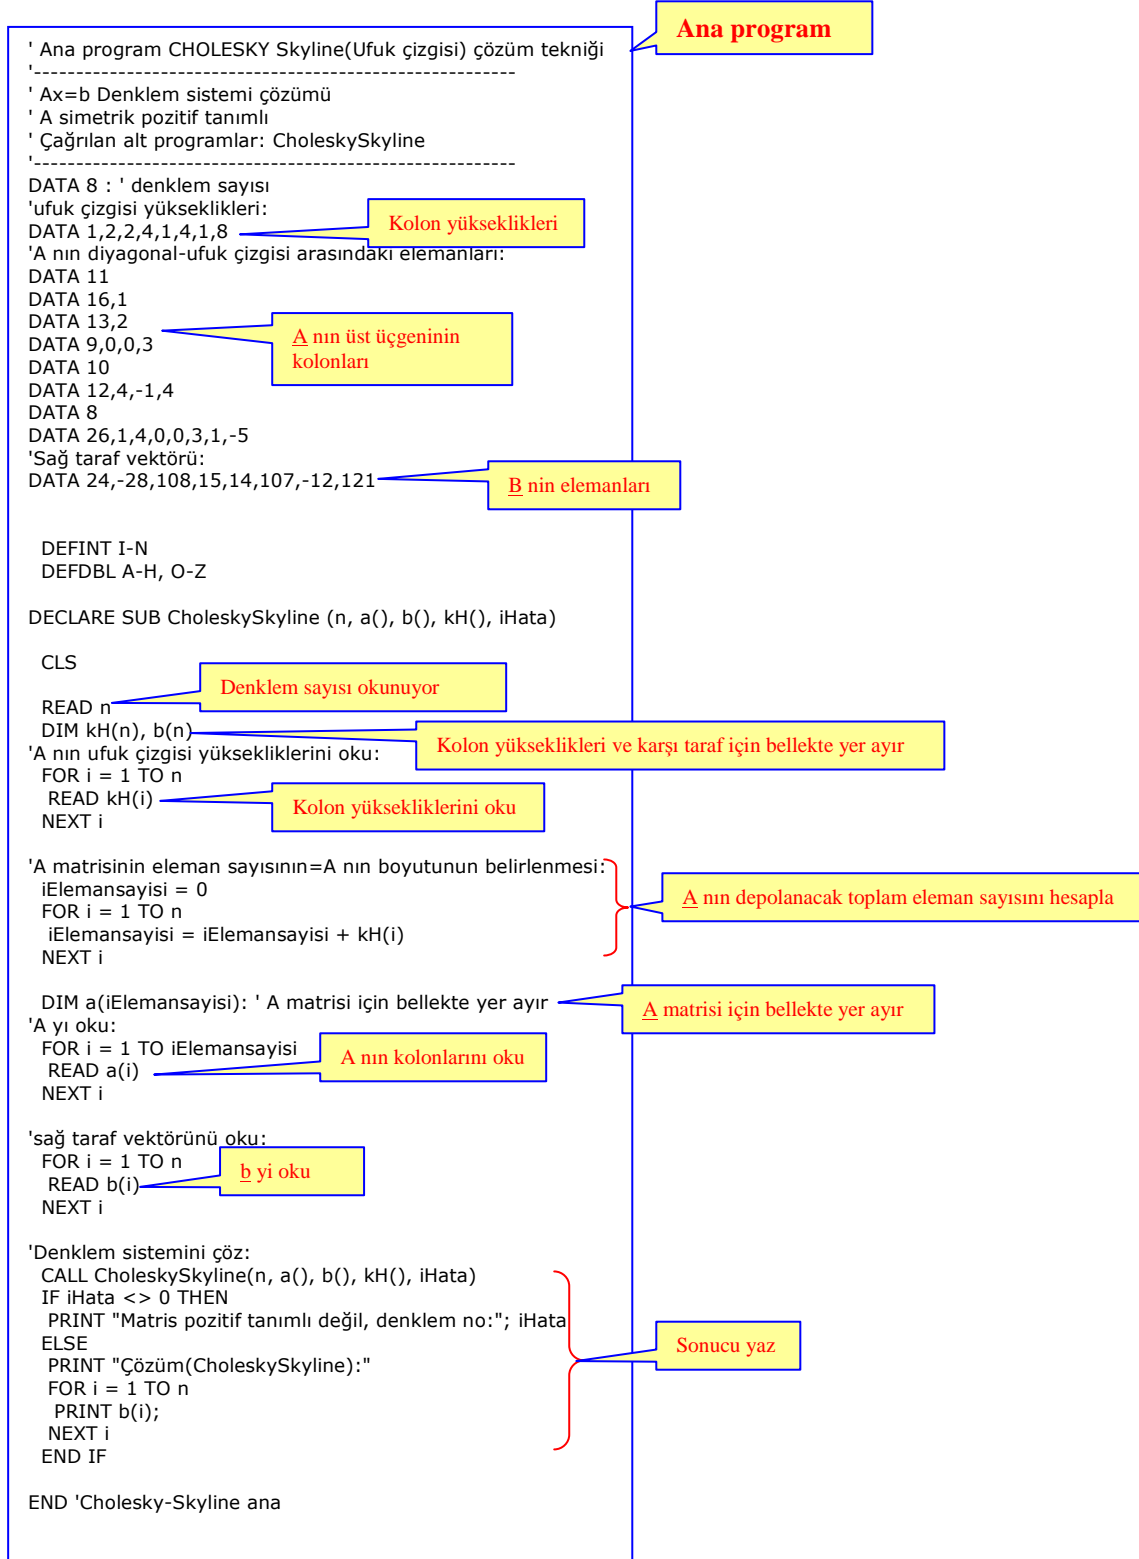 Ana program
' Ana program CHOLESKY Skyline(Ufuk çizgisi) çözüm tekniği
'---------------------------------------------------------
' Ax=b Denklem sistemi çözümü
' A simetrik pozitif tanımlı
' Çağrılan alt programlar: CholeskySkyline
'---------------------------------------------------------
DATA 8 : ' denklem sayısı
'ufuk çizgisi yükseklikleri:
DATA 1,2,2,4,1,4,1,8
Kolon yükseklikleri
'A nın diyagonal-ufuk çizgisi arasındaki elemanları:
DATA 11
DATA 16,1
DATA 13,2
DATA 9,0,0,3
A nın üst üçgeninin
kolonları
DATA 10
DATA 12,4,-1,4
DATA 8
DATA 26,1,4,0,0,3,1,-5
'Sağ taraf vektörü:
DATA 24,-28,108,15,14,107,-12,121
B nin elemanları
DEFINT I-N
DEFDBL A-H, O-Z
DECLARE SUB CholeskySkyline (n, a(), b(), kH(), iHata)
CLS
Denklem sayısı okunuyor
READ n
DIM kH(n), b(n)
Kolon yükseklikleri ve karşı taraf için bellekte yer ayır
'A nın ufuk çizgisi yüksekliklerini oku:
FOR i = 1 TO n
READ kH(i)
Kolon yüksekliklerini oku
NEXT i
'A matrisinin eleman sayısının=A nın boyutunun belirlenmesi:
iElemansayisi = 0
A nın depolanacak toplam eleman sayısını hesapla
FOR i = 1 TO n
iElemansayisi = iElemansayisi + kH(i)
NEXT i
DIM a(iElemansayisi): ' A matrisi için bellekte yer ayır
A matrisi için bellekte yer ayır
'A yı oku:
FOR i = 1 TO iElemansayisi
A nın kolonlarını oku
READ a(i)
NEXT i
'sağ taraf vektörünü oku:
FOR i = 1 TO n
b yi oku
READ b(i)
NEXT i
'Denklem sistemini çöz:
CALL CholeskySkyline(n, a(), b(), kH(), iHata)
IF iHata <> 0 THEN
PRINT "Matris pozitif tanımlı değil, denklem no:"; iHata
ELSE
Sonucu yaz
PRINT "Çözüm(CholeskySkyline):"
FOR i = 1 TO n
PRINT b(i);
NEXT i
END IF
END 'Cholesky-Skyline ana